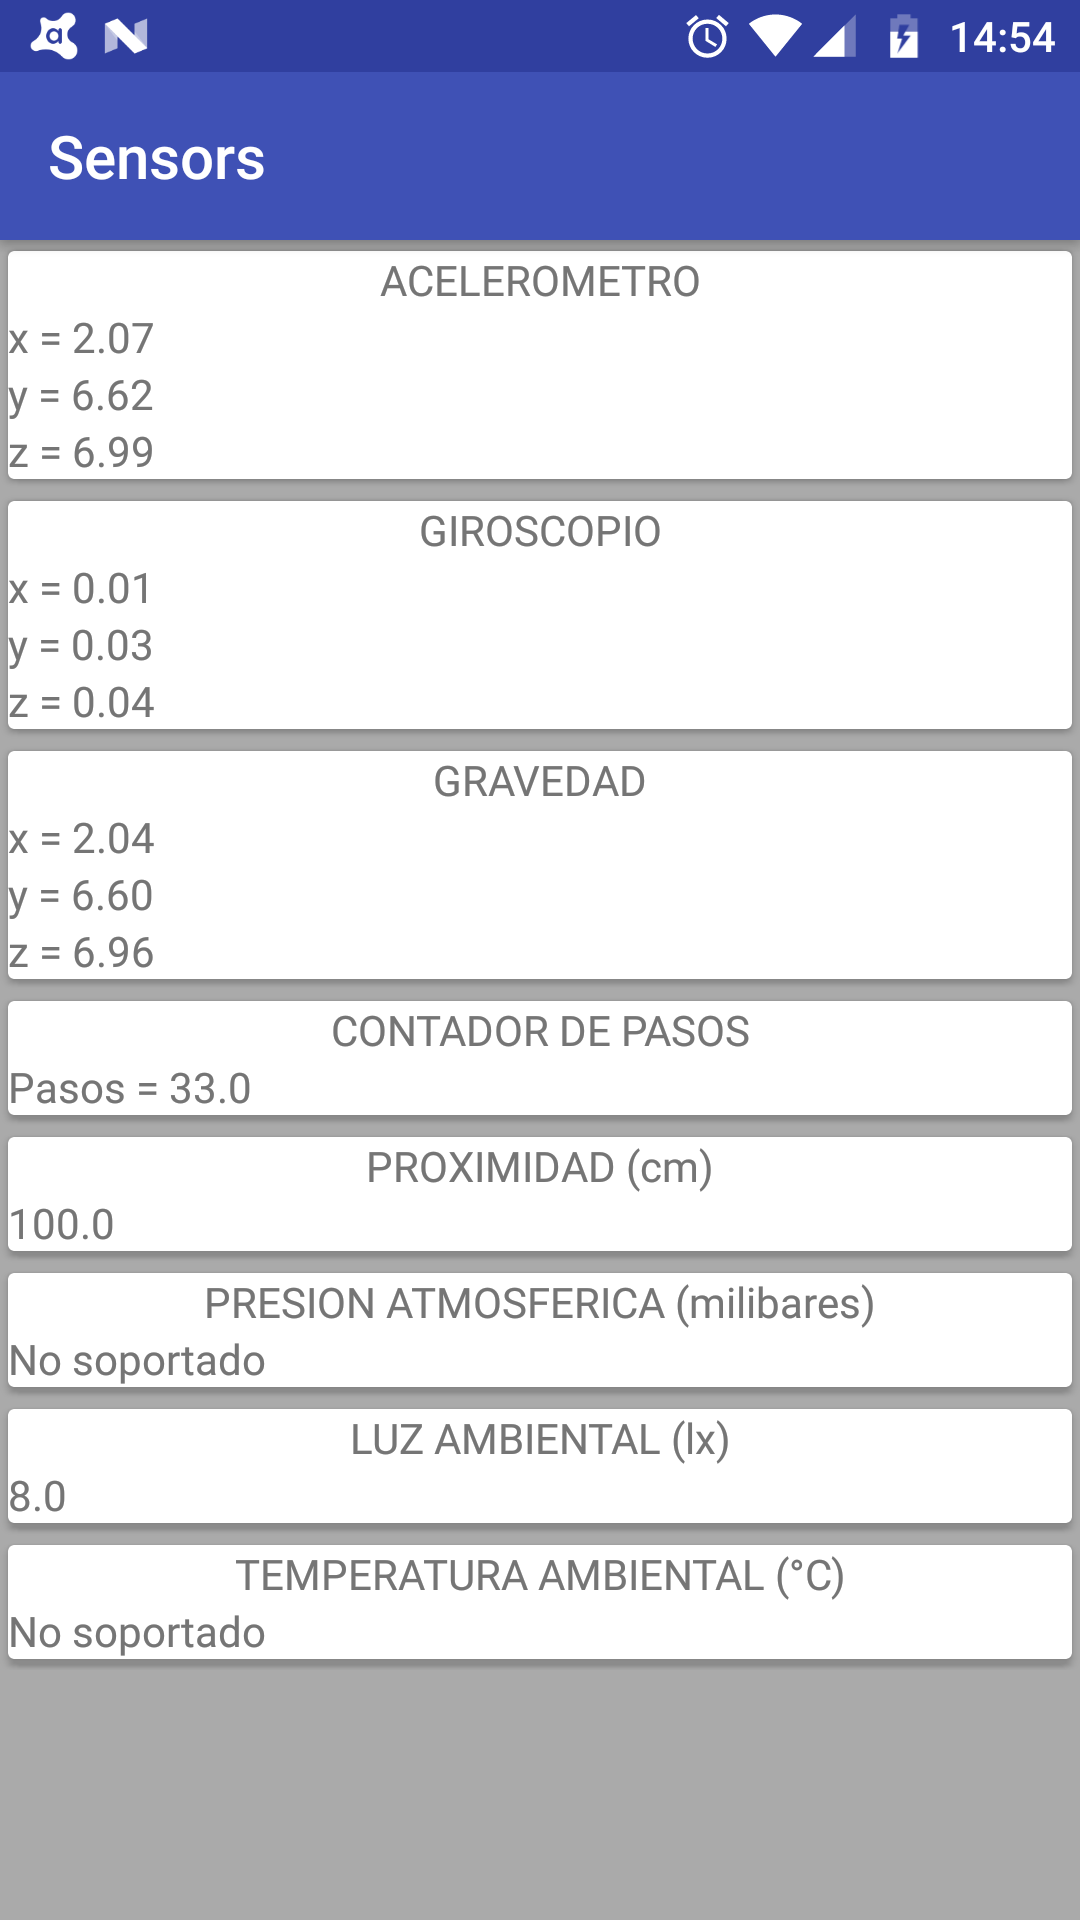 14:54
Sensors
ACELEROMETRO
x = 2.07
y = 6.62
z = 6.99
GIROSCOPIO
x = 0.01
y = 0.03
z = 0.04
GRAVEDAD
x = 2.04
y = 6.60
z = 6.96
CONTADOR DE PASOS
Pasos = 33.0
PROXIMIDAD (cm)
100.0
PRESION ATMOSFERICA (milibares)
No soportado
LUZ AMBIENTAL (lx)
8.0
TEMPERATURA AMBIENTAL (°C)
No soportado